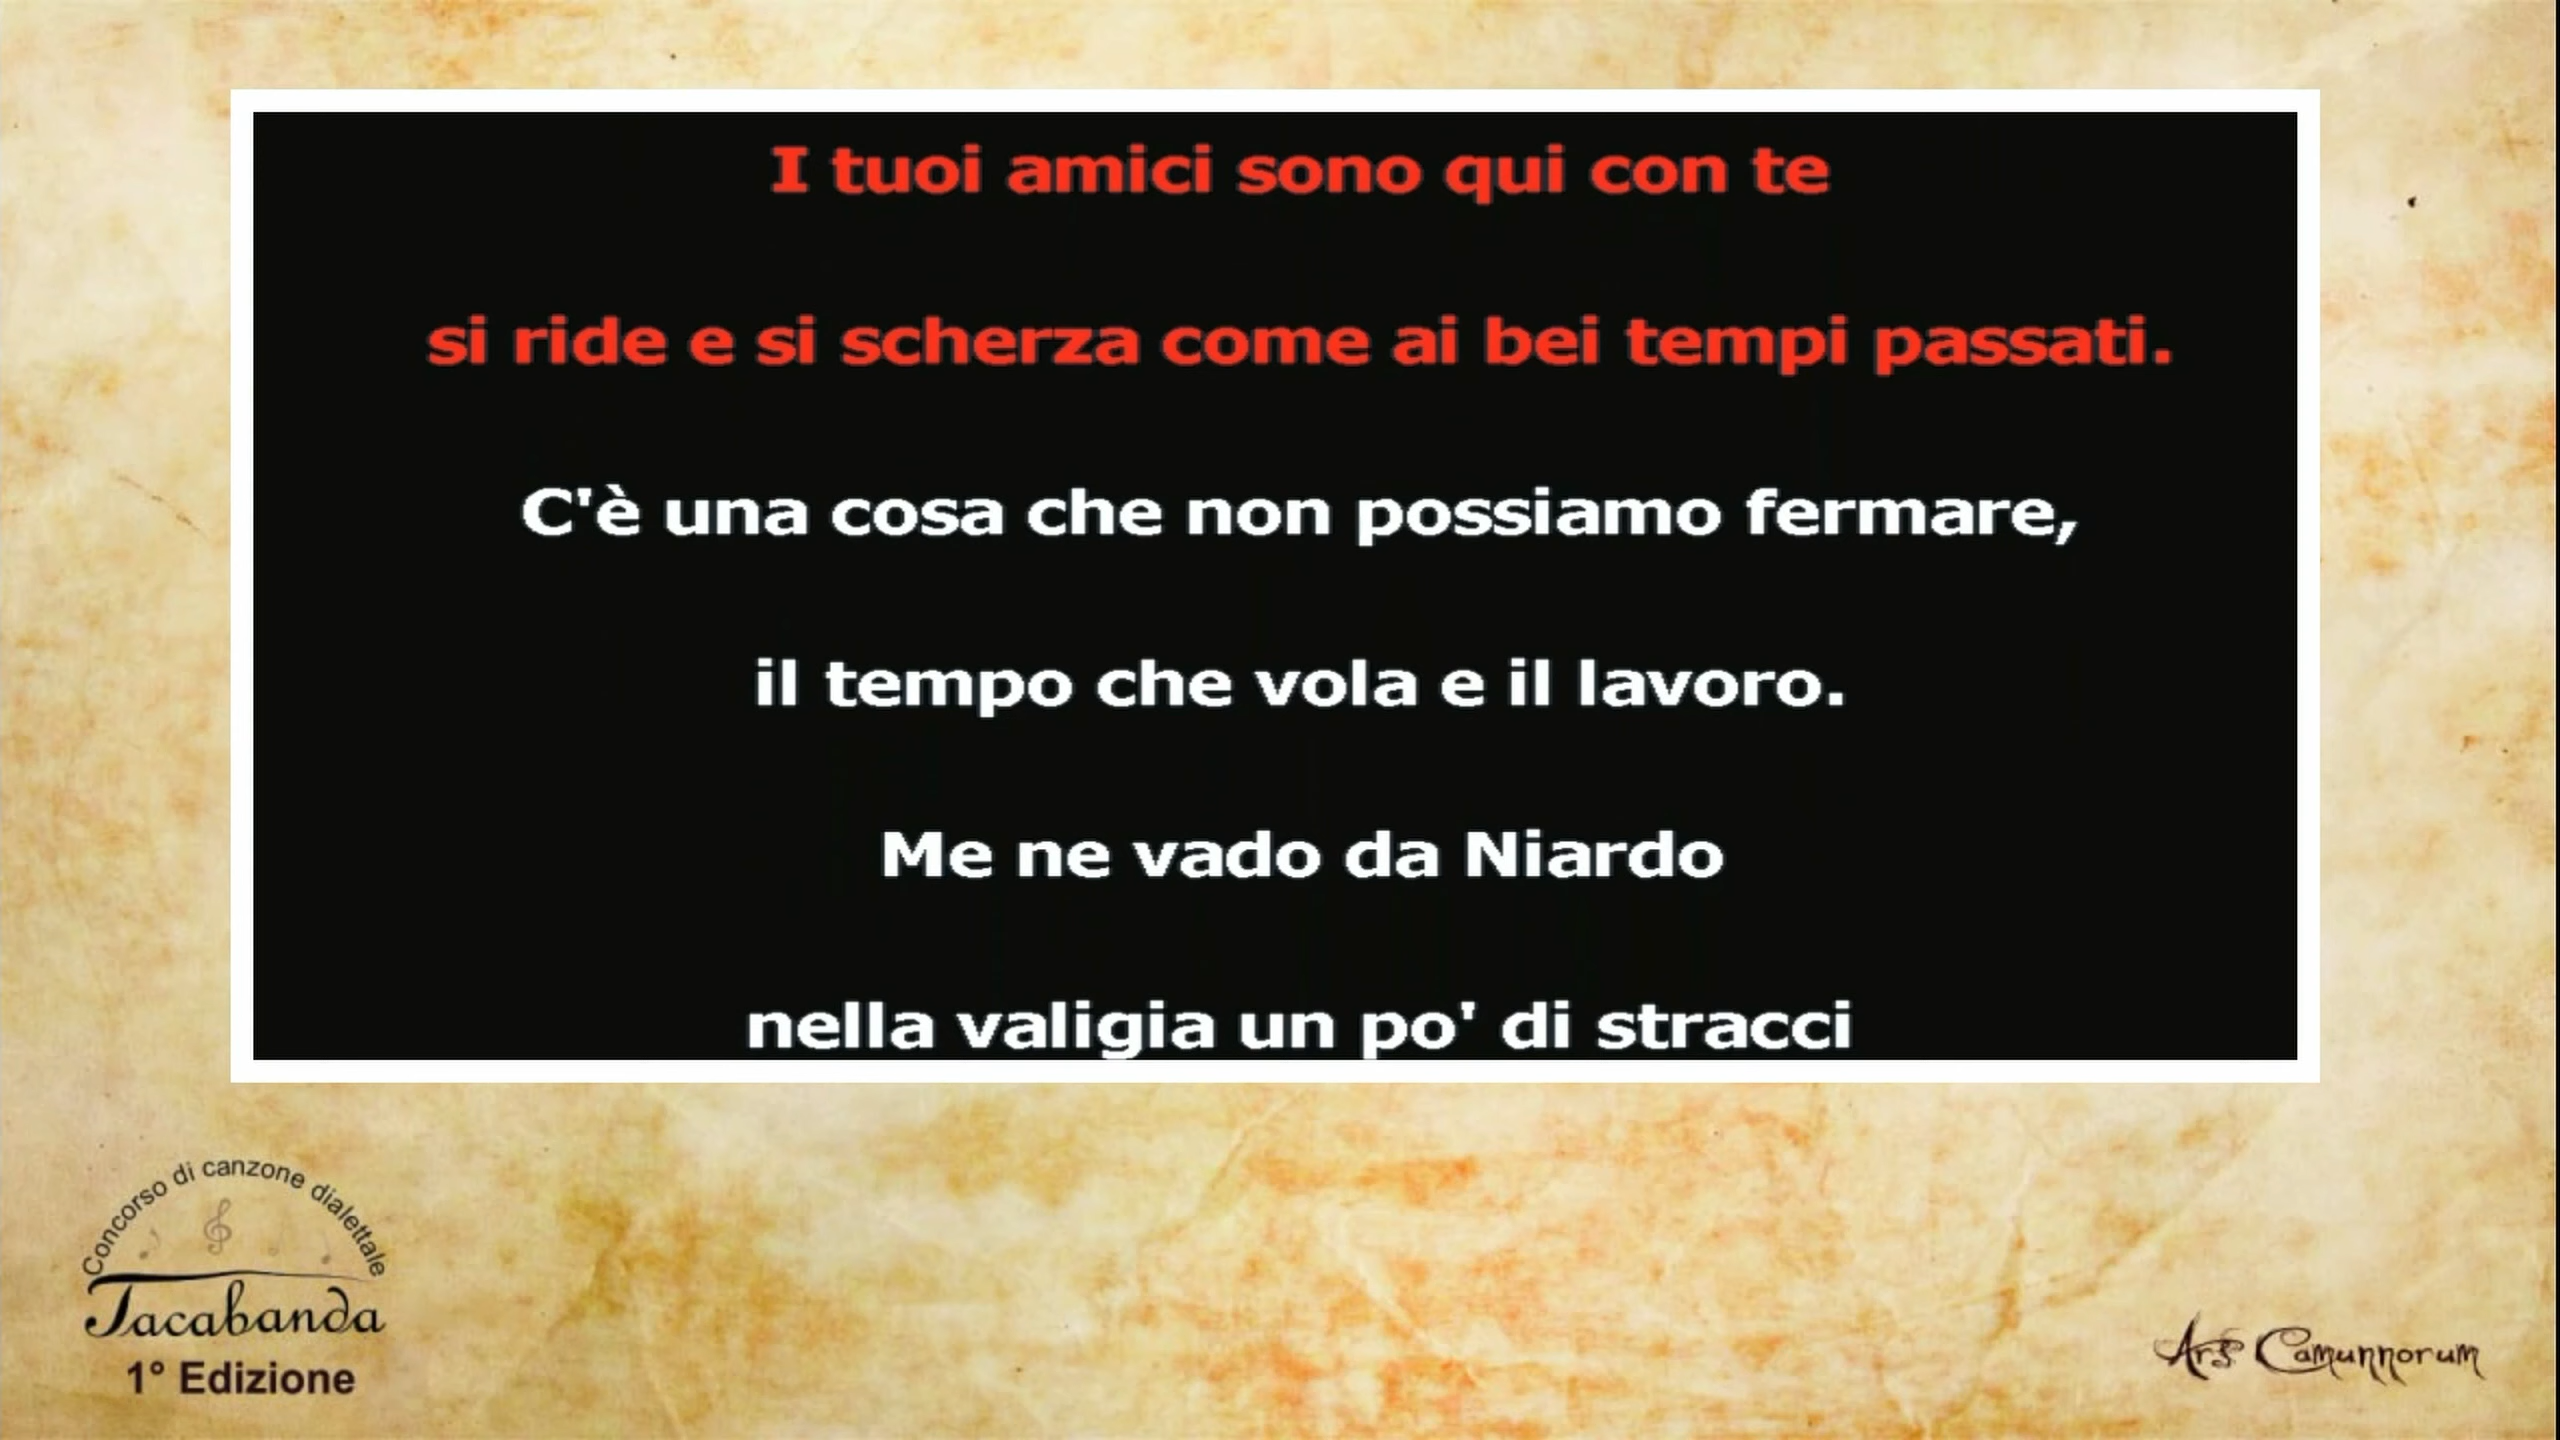 I tuoi amici sono qui con te
si ride e si scherza come ai bei tempi passati.
C'è una cosa che non possiamo fermare,
il tempo che vola e il lavoro.
Me ne vado da Niardo
nella valigia un po' di stracci
Concorso di canzone dialettale
Tacabanda
1° Edizione
Ars Camunnorum